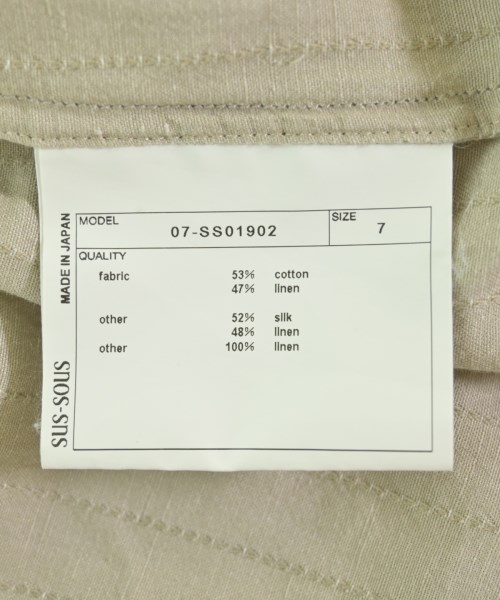 MODEL 07-SS01902 SIZE 7
QUALITY
fabric 53% cotton
47% linen
other 52% silk
48% linen
other 100% linen
MADE IN JAPAN
SUS-SOUS